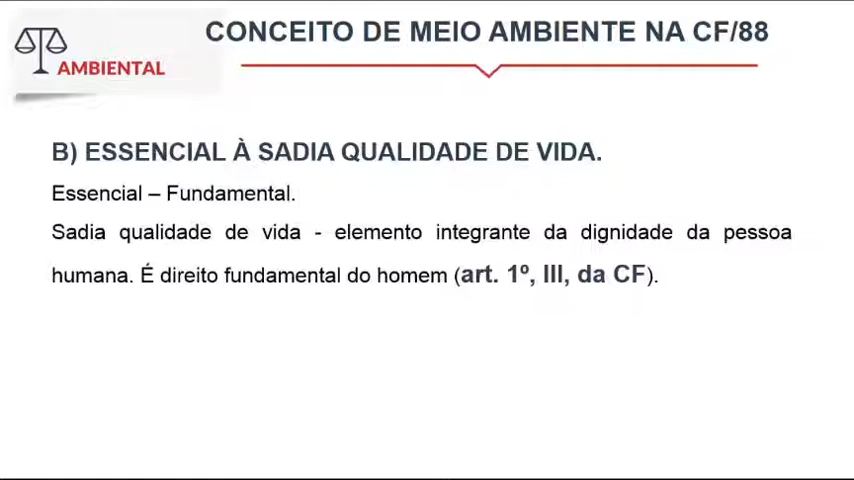 CONCEITO DE MEIO AMBIENTE NA CF/88
AMBIENTAL
B) ESSENCIAL À SADIA QUALIDADE DE VIDA.
Essencial – Fundamental.
Sadia qualidade de vida - elemento integrante da dignidade da pessoa
humana. É direito fundamental do homem (art. 1º, III, da CF).